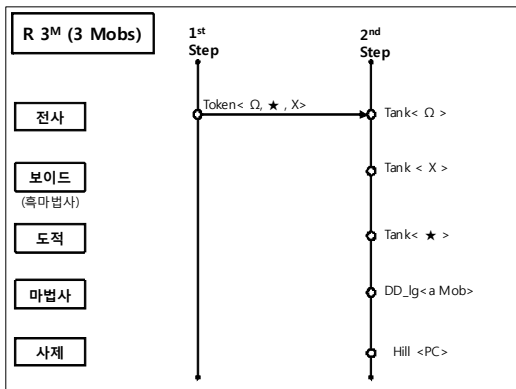 R 3ᴹ (3 Mobs)
1st
Step
2nd
Step
전사
Token< Ω, ★ , X>
Tank< Ω >
보이드
(흑마법사)
Tank < X >
도적
Tank< ★ >
마법사
DD_lg<a Mob>
사제
Hill <PC>